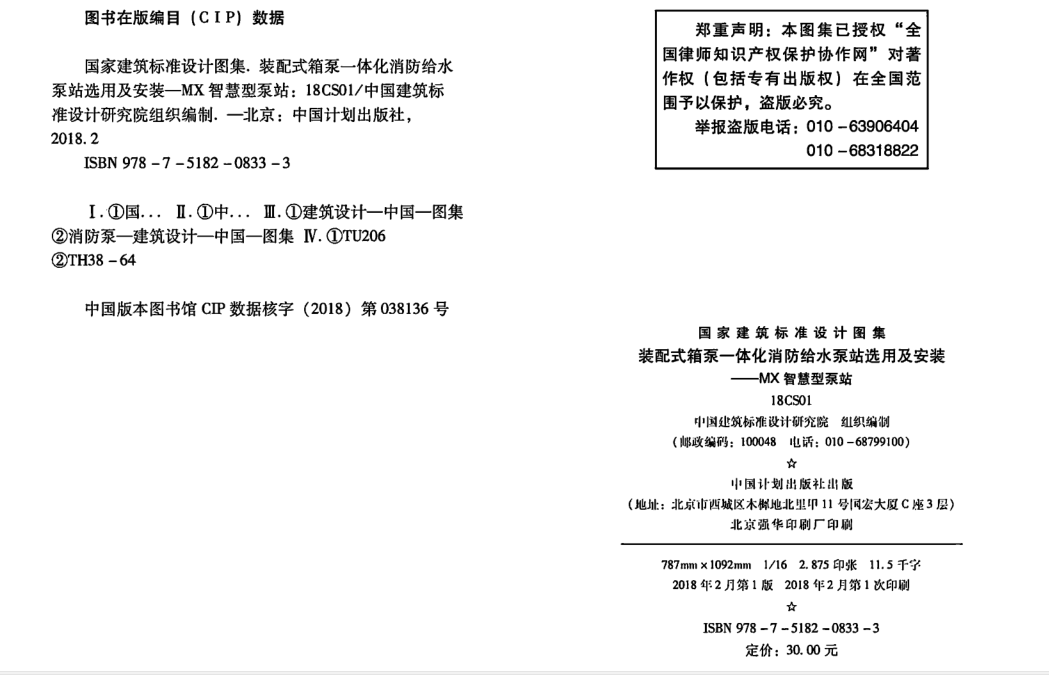 图书在版编目（CIP）数据
国家建筑标准设计图集. 装配式箱泵一体化消防给水
泵站选用及安装—MX 智慧型泵站：18CS01/中国建筑标
准设计研究院组织编制. —北京：中国计划出版社，
2018. 2
ISBN 978－7－5182－0833－3
Ⅰ. ①国... Ⅱ. ①中... Ⅲ. ①建筑设计—中国—图集
②消防泵—建筑设计—中国—图集 Ⅳ. ①TU206
②TH38－64
中国版本图书馆 CIP 数据核字（2018）第 038136 号
郑重声明：本图集已授权“全
国律师知识产权保护协作网”对著
作权（包括专有出版权）在全国范
围予以保护，盗版必究。
举报盗版电话：010－63906404
010－68318822
国家建筑标准设计图集
装配式箱泵一体化消防给水泵站选用及安装
——MX 智慧型泵站
18CS01
中国建筑标准设计研究院 组织编制
（邮政编码：100048 电话：010－68799100）
☆
中国计划出版社出版
（地址：北京市西城区木樨地北里甲 11 号国宏大厦 C 座 3 层）
北京强华印刷厂印刷
787mm×1092mm 1/16 2.875 印张 11.5 千字
2018 年 2 月第 1 版 2018 年 2 月第 1 次印刷
☆
ISBN 978－7－5182－0833－3
定价：30.00 元